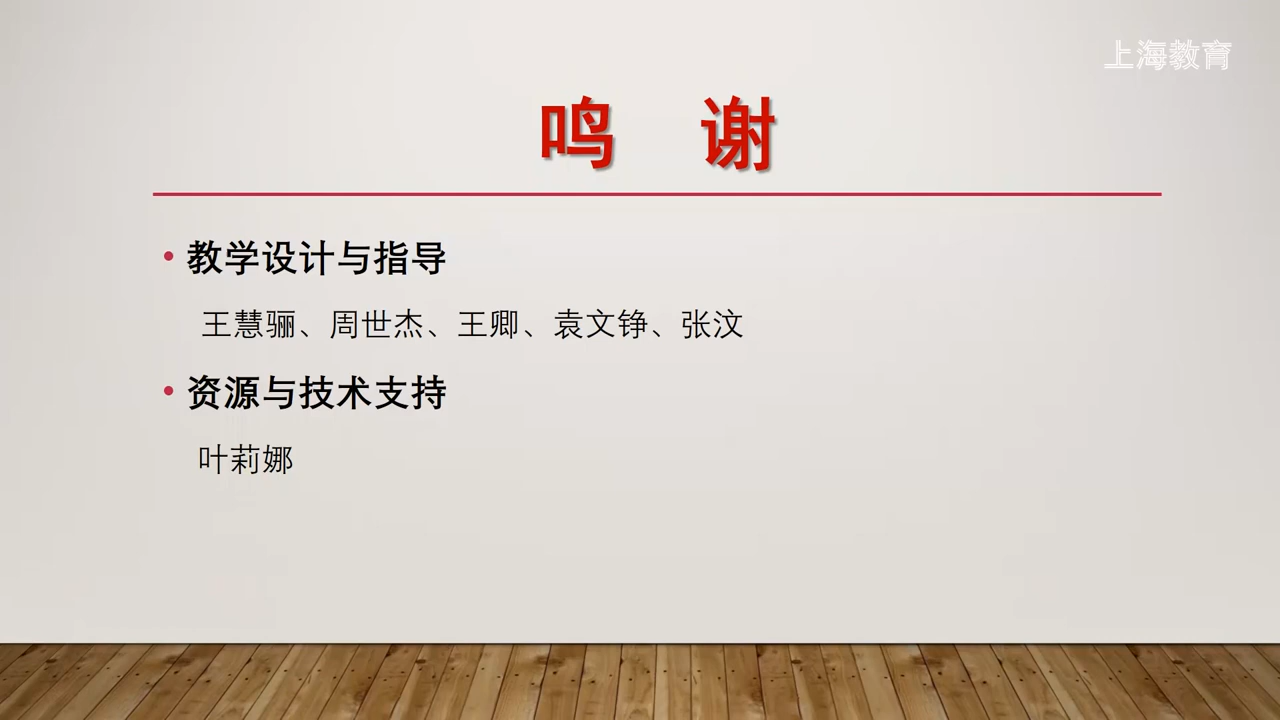 上海教育
鸣 谢
• 教学设计与指导
王慧骊、周世杰、王卿、袁文铮、张汶
• 资源与技术支持
叶莉娜